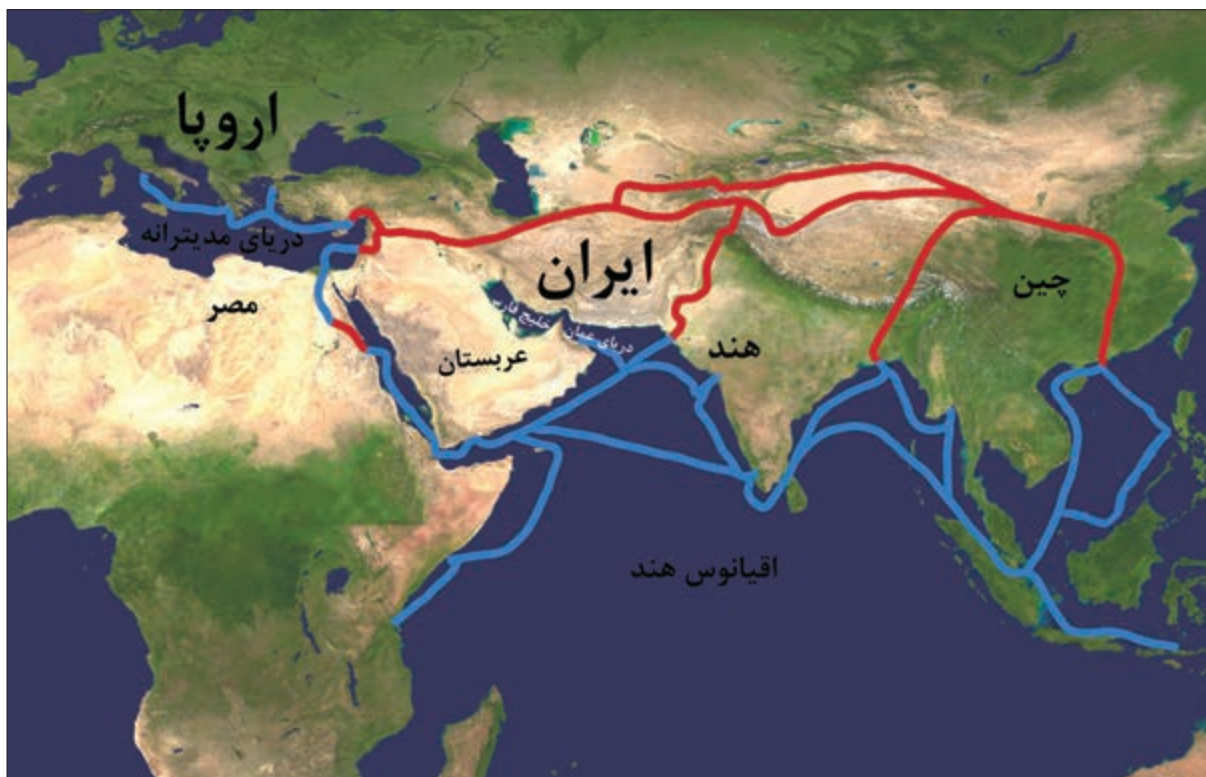 اروپا
دریای مدیترانه
مصر
ایران
چین
خلیج فارس
دریای عمان
هند
عربستان
اقیانوس هند